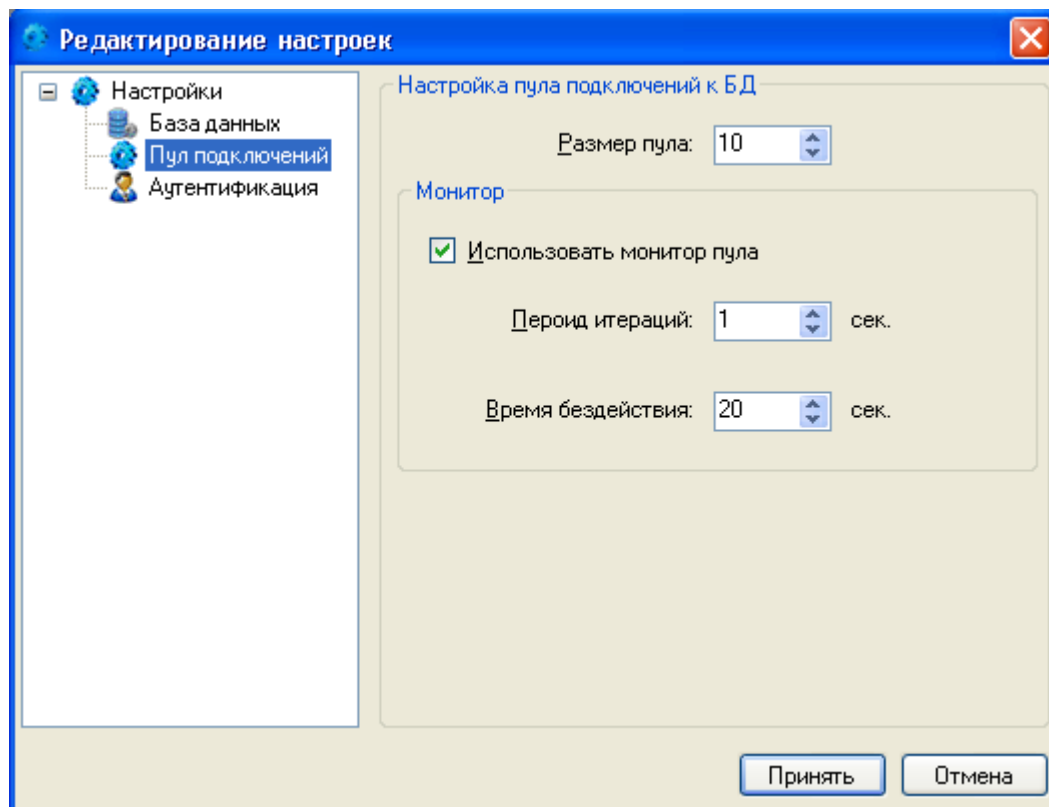 Редактирование настроек
Настройки
База данных
Пул подключений
Аутентификация
Настройка пула подключений к БД
Размер пула: 10
Монитор
Использовать монитор пула
Пероид итераций: 1 сек.
Время бездействия: 20 сек.
Принять Отмена